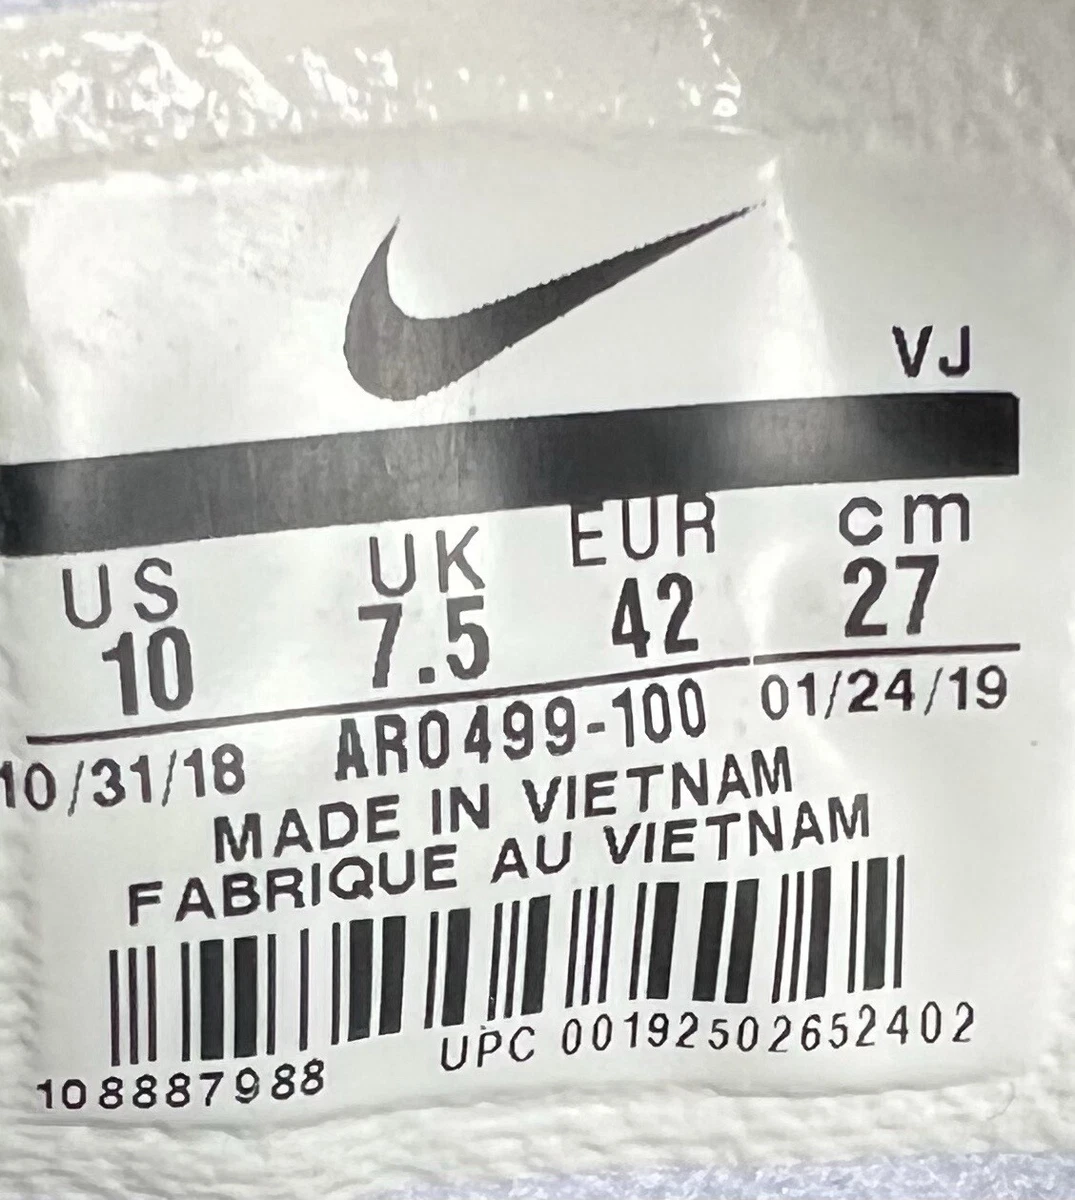 VJ
US UK EUR cm
10 7.5 42 27
10/31/18 AR0499-100 01/24/19
MADE IN VIETNAM
FABRIQUE AU VIETNAM
UPC 00192502652402
108887988